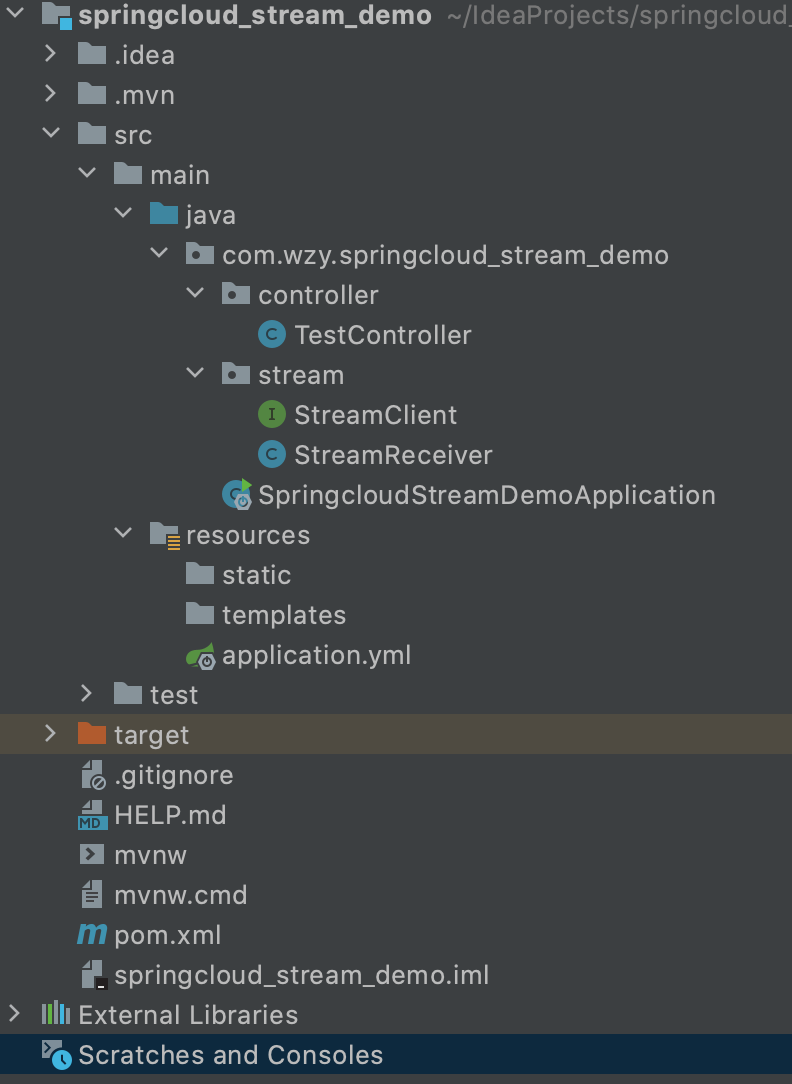 springcloud_stream_demo ~/IdeaProjects/springcloud_
.idea
.mvn
src
main
java
com.wzy.springcloud_stream_demo
controller
C TestController
stream
I StreamClient
C StreamReceiver
C SpringcloudStreamDemoApplication
resources
static
templates
application.yml
test
target
.gitignore
MD HELP.md
mvnw
mvnw.cmd
m pom.xml
springcloud_stream_demo.iml
External Libraries
Scratches and Consoles